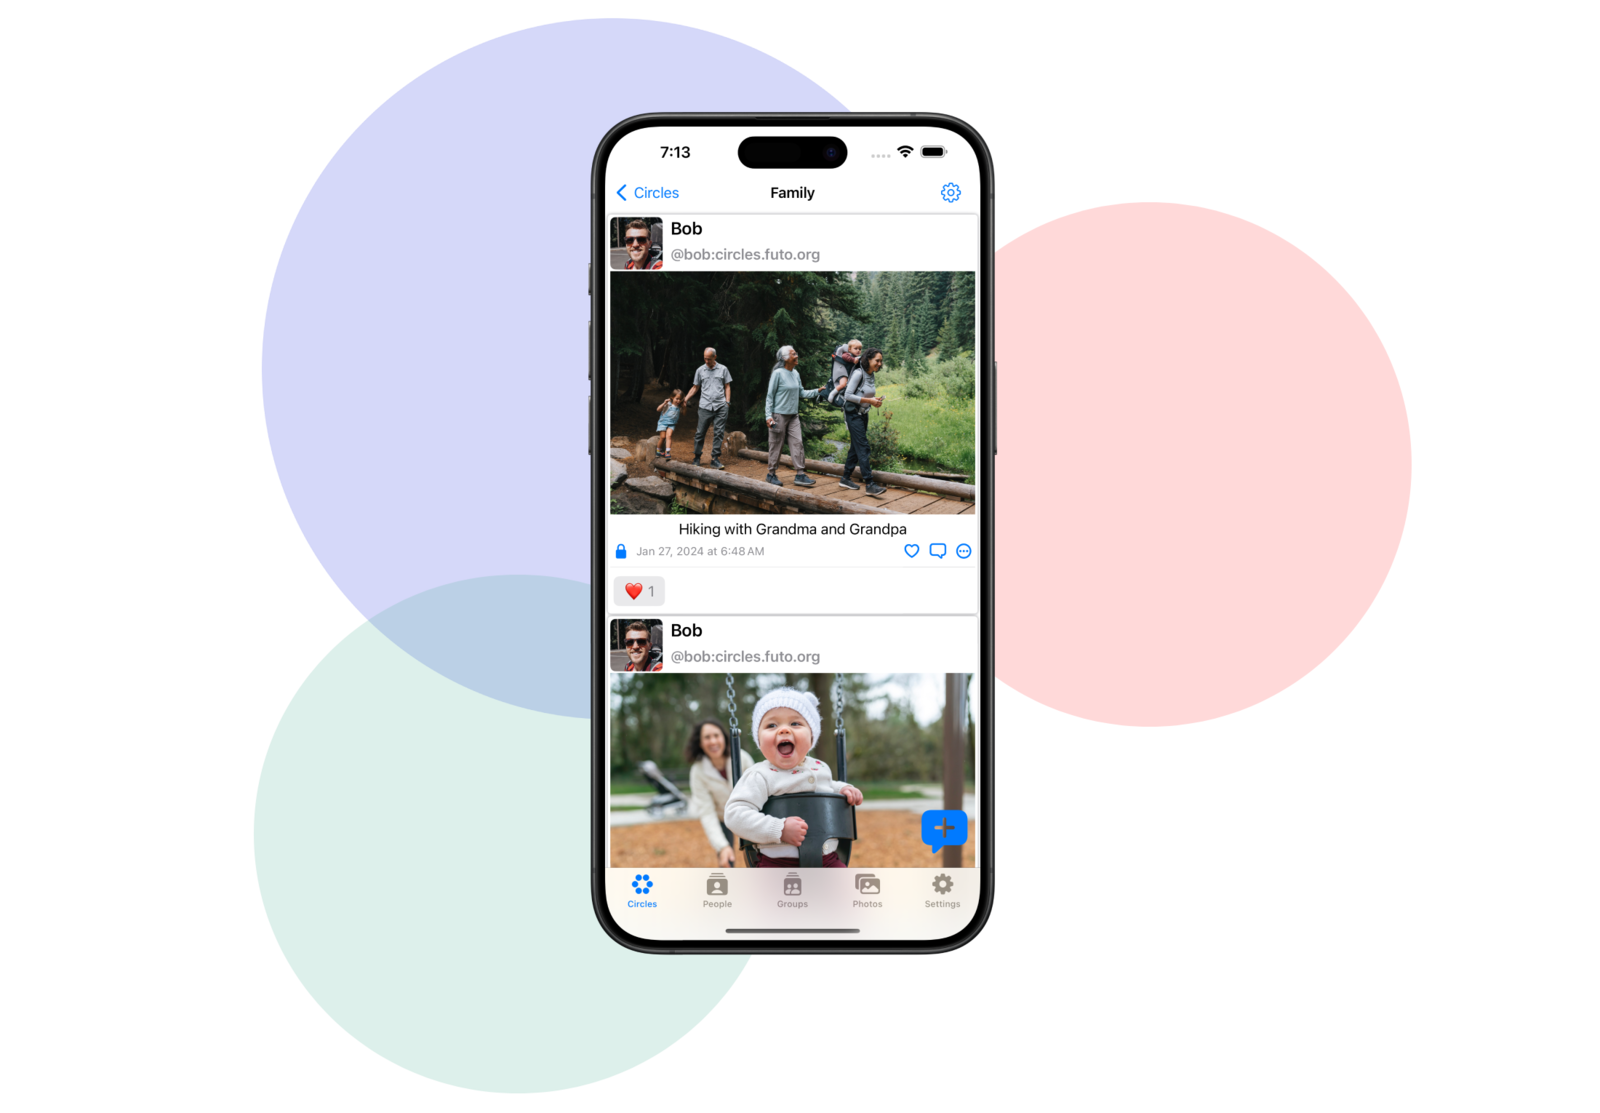 7:13
Circles
Family
Bob
@bob:circles.futo.org
Hiking with Grandma and Grandpa
Jan 27, 2024 at 6:48 AM
❤️ 1
Bob
@bob:circles.futo.org
Circles
People
Groups
Photos
Settings